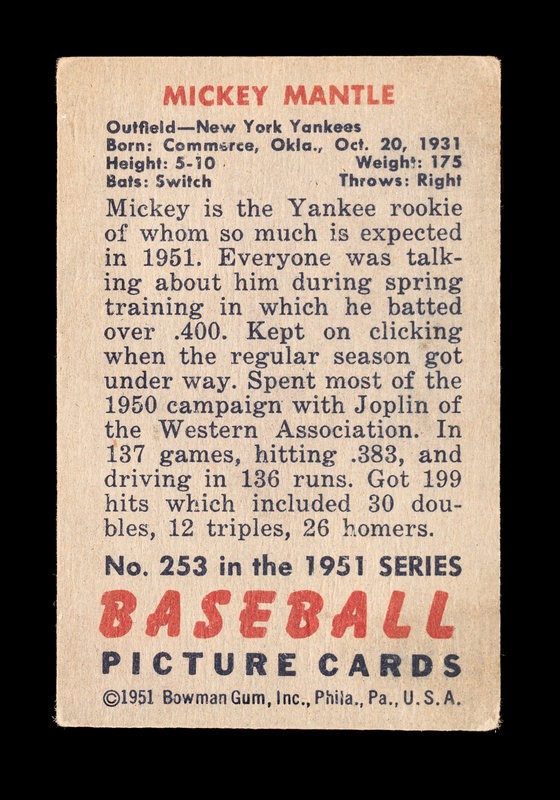 MICKEY MANTLE
Outfield—New York Yankees
Born: Commerce, Okla., Oct. 20, 1931
Height: 5-10 Weight: 175
Bats: Switch Throws: Right
Mickey is the Yankee rookie
of whom so much is expected
in 1951. Everyone was talk-
ing about him during spring
training in which he batted
over .400. Kept on clicking
when the regular season got
under way. Spent most of the
1950 campaign with Joplin of
the Western Association. In
137 games, hitting .383, and
driving in 136 runs. Got 199
hits which included 30 dou-
bles, 12 triples, 26 homers.
No. 253 in the 1951 SERIES
BASEBALL
PICTURE CARDS
©1951 Bowman Gum, Inc., Phila., Pa., U.S.A.